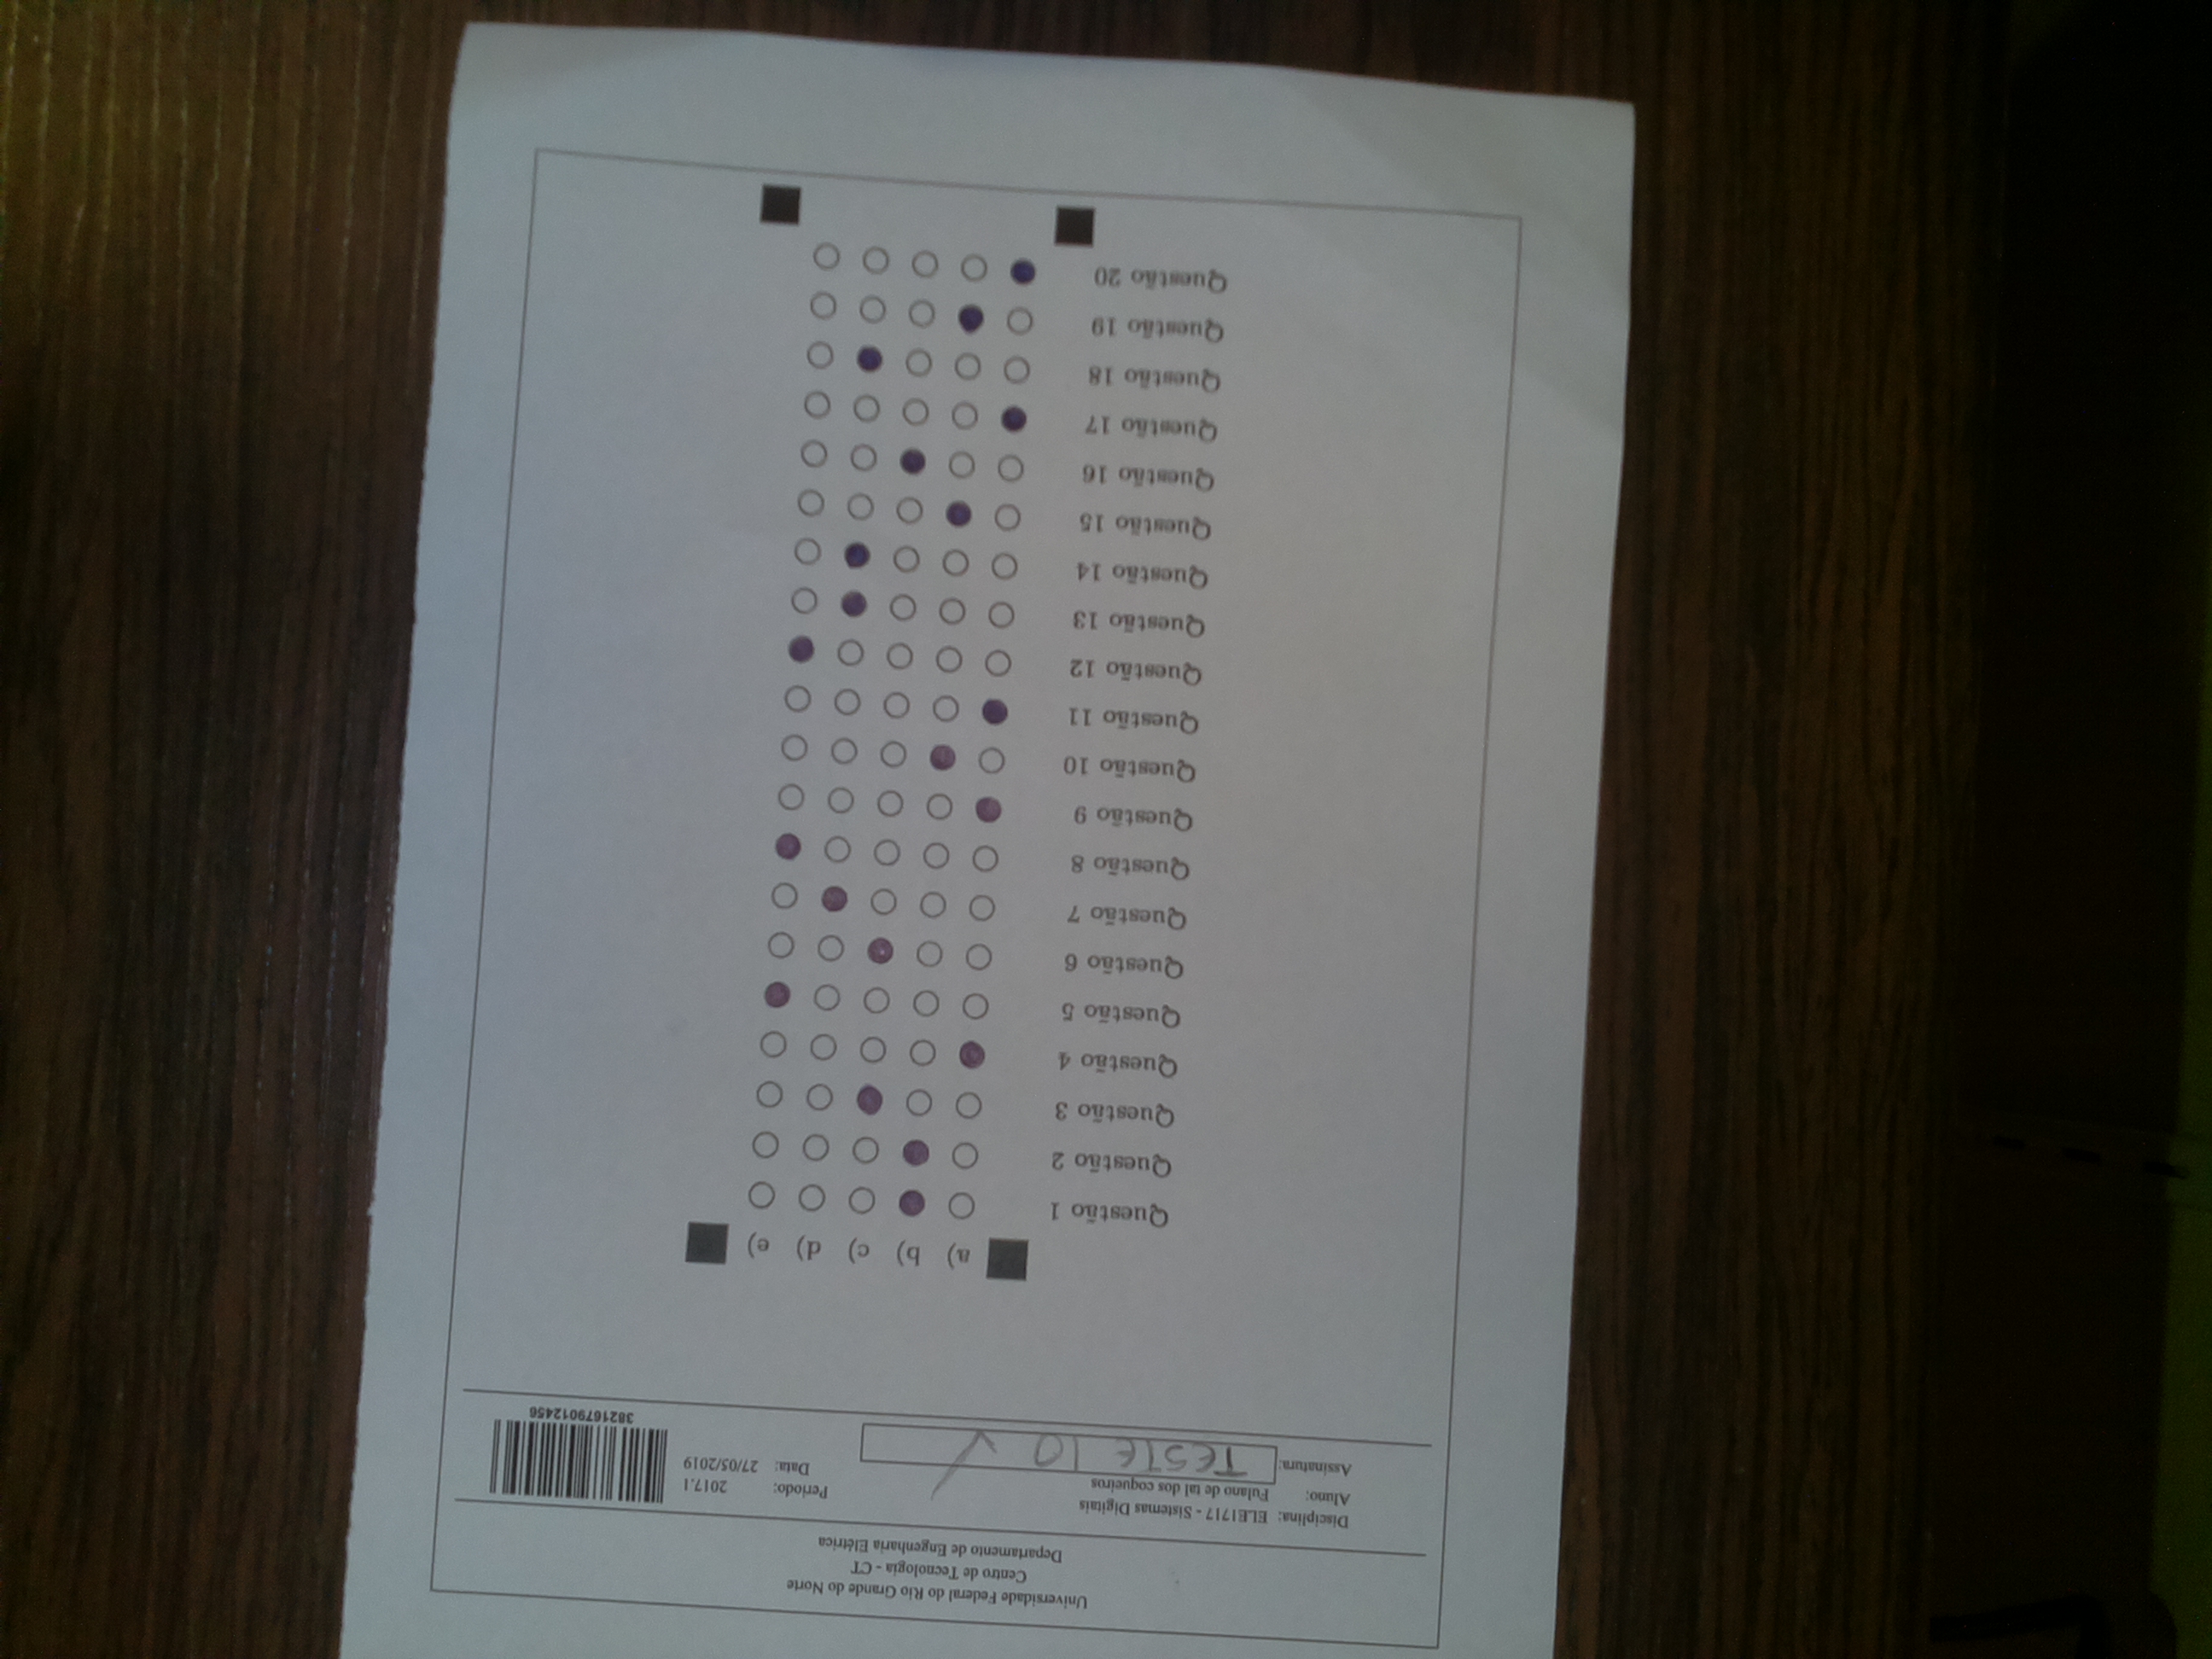 Universidade Federal do Rio Grande do Norte
Centro de Tecnologia - CT
Departamento de Engenharia Elétrica
Disciplina: ELE1717 - Sistemas Digitais
Aluno: Fulano de tal dos coqueiros
Período: 2017.1
Assinatura: TESTE 10 ✓
Data: 27/05/2019
3821679012456
a) b) c) d) e)
Questão 1
Questão 2
Questão 3
Questão 4
Questão 5
Questão 6
Questão 7
Questão 8
Questão 9
Questão 10
Questão 11
Questão 12
Questão 13
Questão 14
Questão 15
Questão 16
Questão 17
Questão 18
Questão 19
Questão 20